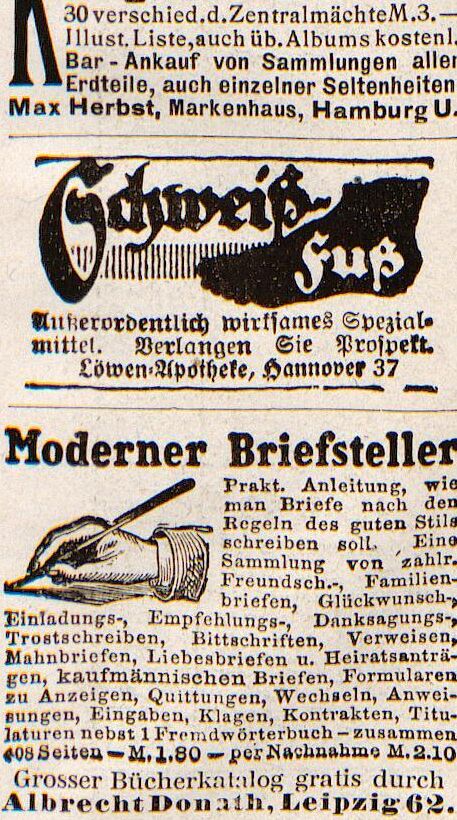 30 verschied. d. Zentralmächte M. 3.—
Illust. Liste, auch üb. Albums kostenl.
Bar - Ankauf von Sammlungen aller
Erdteile, auch einzelner Seltenheiten
Max Herbst, Markenhaus, Hamburg U.
Schweiß-
Fuß
Außerordentlich wirksames Spezial-
mittel. Verlangen Sie Prospekt.
Löwen-Apotheke, Hannover 37
Moderner Briefsteller
Prakt. Anleitung, wie
man Briefe nach den
Regeln des guten Stils
schreiben soll. Eine
Sammlung von zahlr.
Freundsch.-, Familien-
briefen, Glückwunsch-,
Einladungs-, Empfehlungs-, Danksagungs-,
Trostschreiben, Bittschriften, Verweisen,
Mahnbriefen, Liebesbriefen u. Heiratsanträ-
gen, kaufmännischen Briefen, Formularen
zu Anzeigen, Quittungen, Wechseln, Anwei-
sungen, Eingaben, Klagen, Kontrakten, Titu-
laturen nebst 1 Fremdwörterbuch — zusammen
408 Seiten — M. 1.80 — per Nachnahme M. 2.10
Grosser Bücherkatalog gratis durch
Albrecht Donath, Leipzig 62.